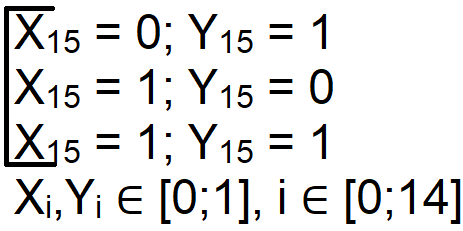 X₁₅ = 0; Y₁₅ = 1
X₁₅ = 1; Y₁₅ = 0
X₁₅ = 1; Y₁₅ = 1
Xᵢ,Yᵢ ∈ [0;1], i ∈ [0;14]